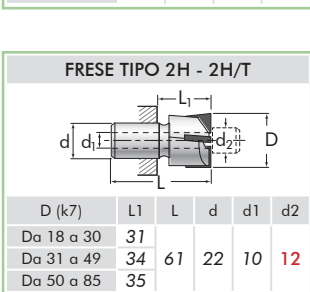 FRESE TIPO 2H - 2H/T
L1
d d1 d2 D
L
D (k7) L1 L d d1 d2
Da 18 a 30 31
Da 31 a 49 34 61 22 10 12
Da 50 a 85 35